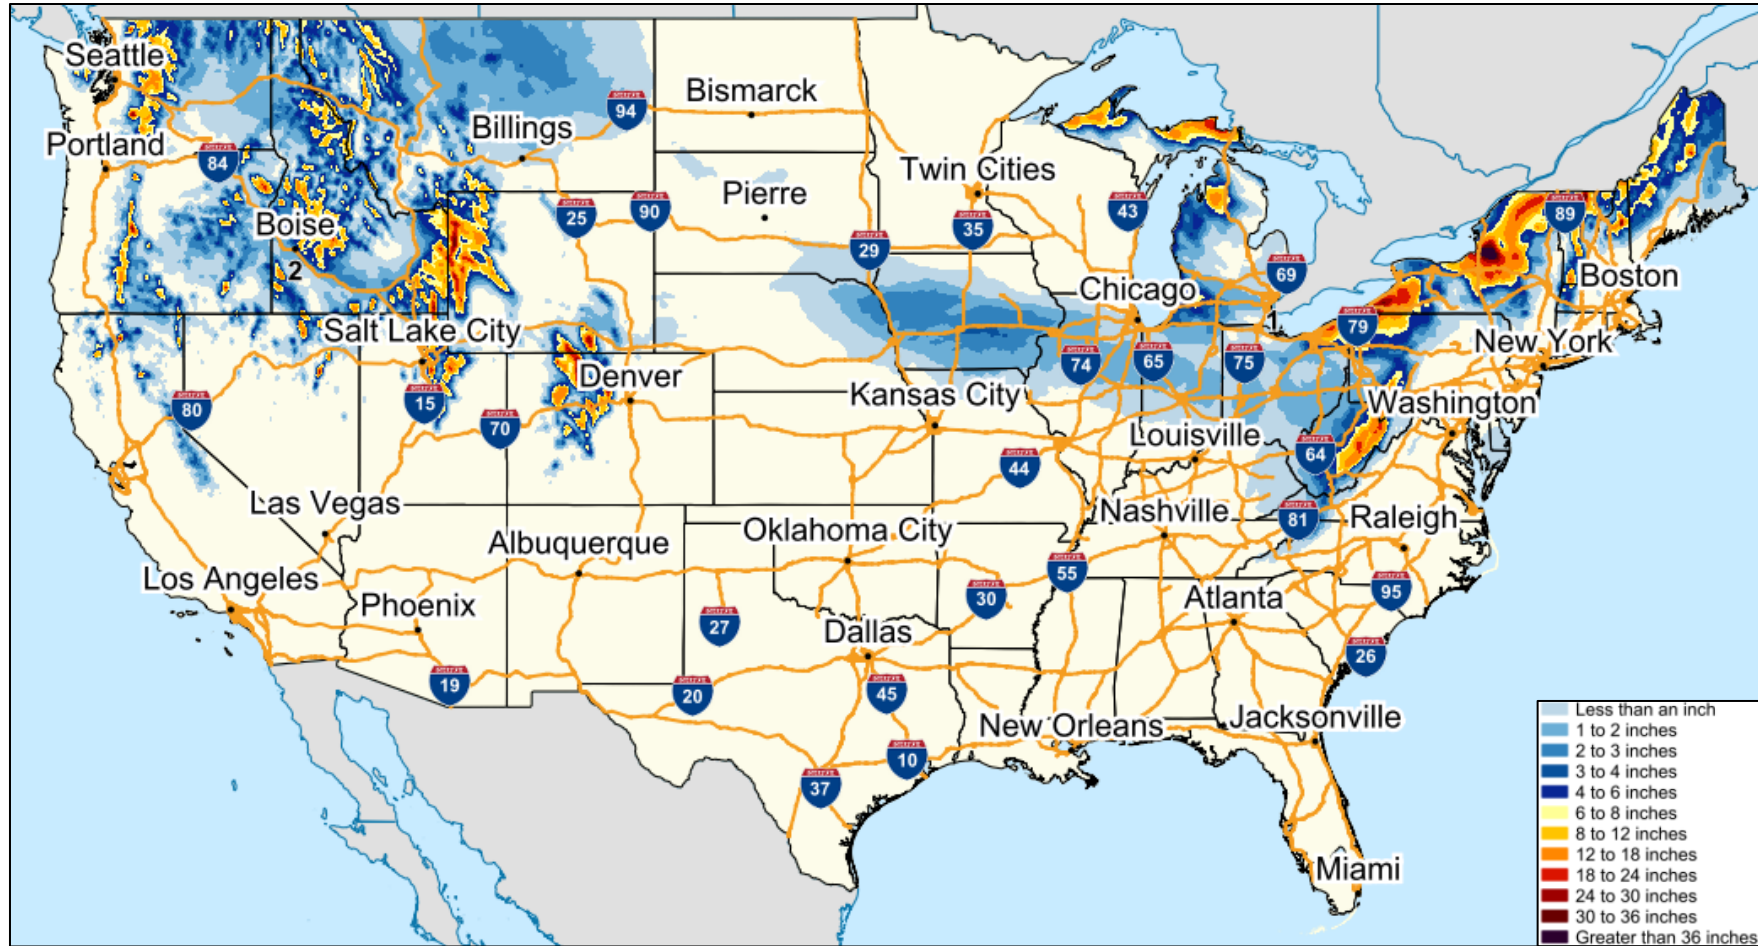 Seattle
Bismarck
94
Billings
Portland
84
Twin Cities
Pierre
43
25
90
89
Boise
35
29
2
69
Boston
Chicago
1
Salt Lake City
79
New York
74
65
75
Denver
Kansas City
Washington
15
80
70
Louisville
64
44
Las Vegas
Nashville
81
Raleigh
Oklahoma City
Albuquerque
Los Angeles
55
Phoenix
30
95
Atlanta
27
Dallas
26
19
20
45
New Orleans
Jacksonville
10
37
Miami
Less than an inch
1 to 2 inches
2 to 3 inches
3 to 4 inches
4 to 6 inches
6 to 8 inches
8 to 12 inches
12 to 18 inches
18 to 24 inches
24 to 30 inches
30 to 36 inches
Greater than 36 inches